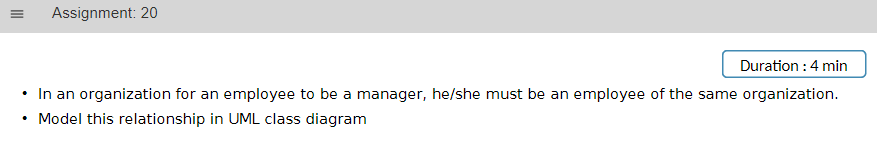 Assignment: 20
Duration : 4 min
• In an organization for an employee to be a manager, he/she must be an employee of the same organization.
• Model this relationship in UML class diagram